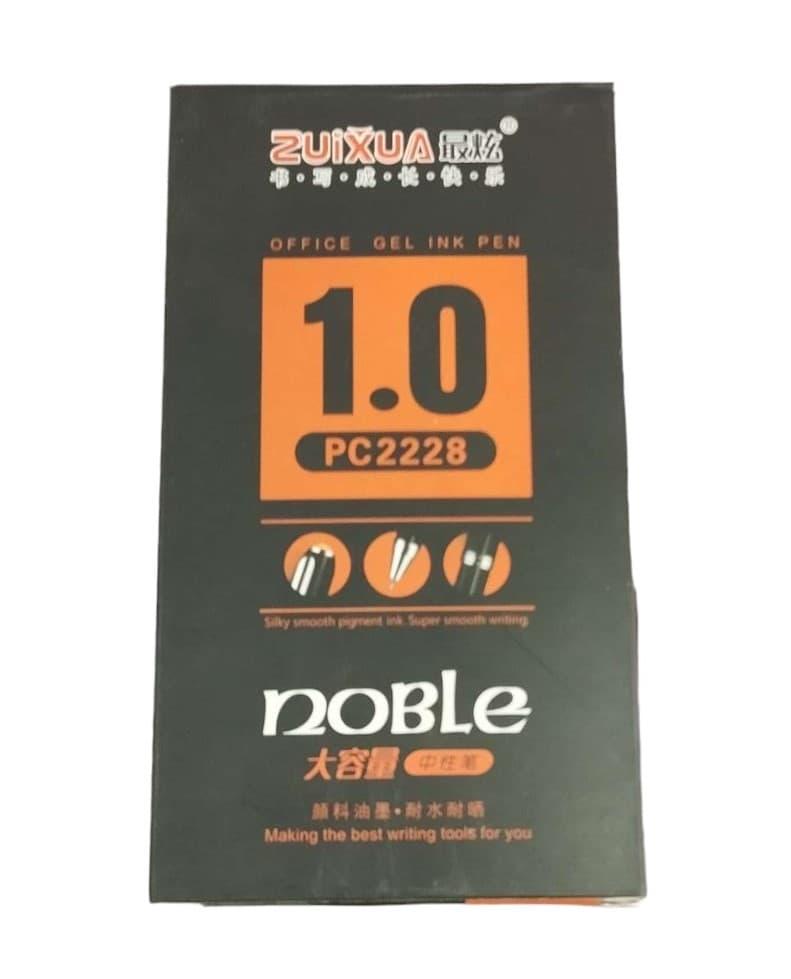 ZUiXUA 最炫®
书·写·成·长·快·乐
OFFICE GEL INK PEN
1.0
PC2228
Silky smooth pigment ink. Super smooth writing.
NOBLe
大容量 中性笔
顔料油墨·耐水耐晒
Making the best writing tools for you